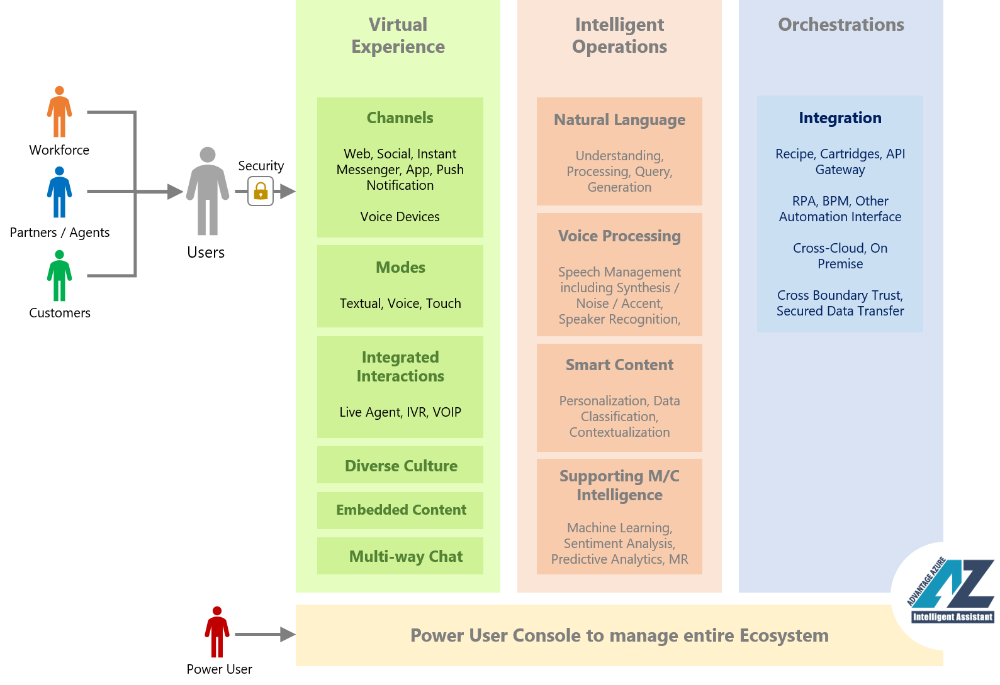 Workforce
Partners / Agents
Customers
Users
Security
Virtual
Experience
Channels
Web, Social, Instant
Messenger, App, Push
Notification
Voice Devices
Modes
Textual, Voice, Touch
Integrated
Interactions
Live Agent, IVR, VOIP
Diverse Culture
Embedded Content
Multi-way Chat
Intelligent
Operations
Natural Language
Understanding,
Processing, Query,
Generation
Voice Processing
Speech Management
including Synthesis /
Noise / Accent,
Speaker Recognition,
Smart Content
Personalization, Data
Classification,
Contextualization
Supporting M/C
Intelligence
Machine Learning,
Sentiment Analysis,
Predictive Analytics, MR
Orchestrations
Integration
Recipe, Cartridges, API
Gateway
RPA, BPM, Other
Automation Interface
Cross-Cloud, On
Premise
Cross Boundary Trust,
Secured Data Transfer
Power User
Power User Console to manage entire Ecosystem
ADVANTAGE AZURE
AZ
Intelligent Assistant